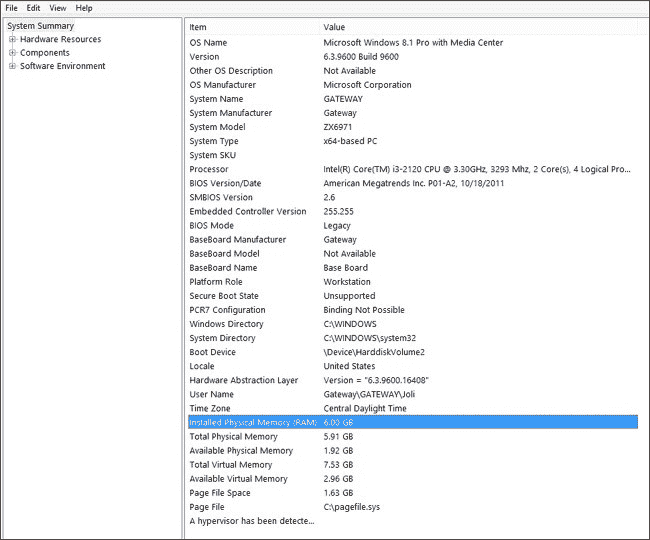 File Edit View Help
System Summary
Hardware Resources
Components
Software Environment
Item Value
OS Name Microsoft Windows 8.1 Pro with Media Center
Version 6.3.9600 Build 9600
Other OS Description Not Available
OS Manufacturer Microsoft Corporation
System Name GATEWAY
System Manufacturer Gateway
System Model ZX6971
System Type x64-based PC
System SKU
Processor Intel(R) Core(TM) i3-2120 CPU @ 3.30GHz, 3293 Mhz, 2 Core(s), 4 Logical Pro...
BIOS Version/Date American Megatrends Inc. P01-A2, 10/18/2011
SMBIOS Version 2.6
Embedded Controller Version 255.255
BIOS Mode Legacy
BaseBoard Manufacturer Gateway
BaseBoard Model Not Available
BaseBoard Name Base Board
Platform Role Workstation
Secure Boot State Unsupported
PCR7 Configuration Binding Not Possible
Windows Directory C:\WINDOWS
System Directory C:\WINDOWS\system32
Boot Device \Device\HarddiskVolume2
Locale United States
Hardware Abstraction Layer Version = "6.3.9600.16408"
User Name Gateway\GATEWAY\Joli
Time Zone Central Daylight Time
Installed Physical Memory (RAM) 6.00 GB
Total Physical Memory 5.91 GB
Available Physical Memory 1.92 GB
Total Virtual Memory 7.53 GB
Available Virtual Memory 2.96 GB
Page File Space 1.63 GB
Page File C:\pagefile.sys
A hypervisor has been detecte...